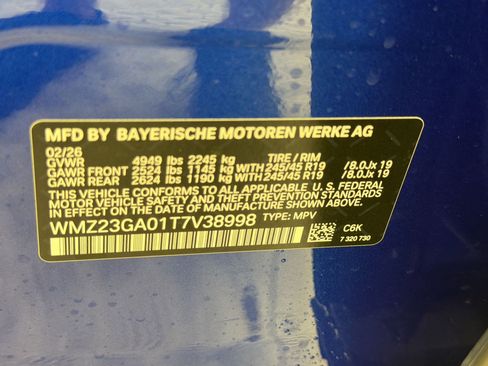 MFD BY BAYERISCHE MOTOREN WERKE AG
02/26
GVWR 4949 lbs 2245 kg TIRE / RIM
GAWR FRONT 2524 lbs 1145 kg WITH 245/45 R19 /8.0Jx 19
GAWR REAR 2624 lbs 1190 kg WITH 245/45 R19 /8.0Jx 19
THIS VEHICLE CONFORMS TO ALL APPLICABLE U.S. FEDERAL
MOTOR VEHICLE SAFETY AND THEFT PREVENTION STANDARDS
IN EFFECT ON THE DATE OF MANUFACTURE SHOWN ABOVE.
WMZ23GA01T7V38998 TYPE: MPV
C6K
7 320 730